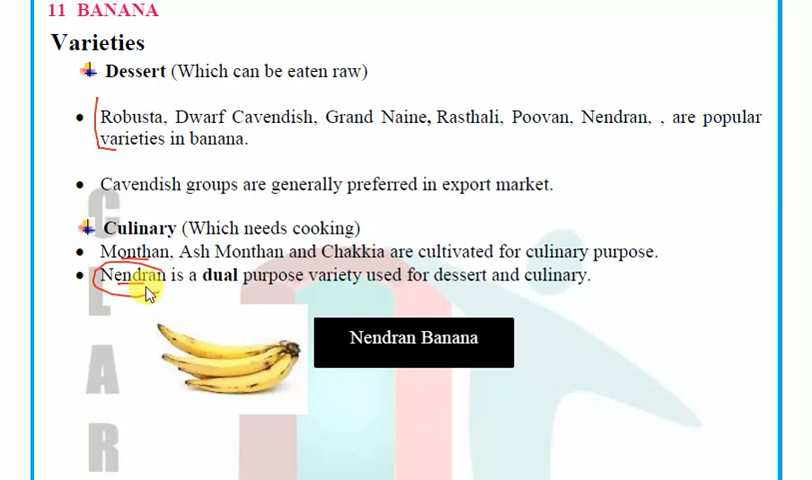 11 BANANA
Varieties
Dessert (Which can be eaten raw)
• Robusta, Dwarf Cavendish, Grand Naine, Rasthali, Poovan, Nendran, , are popular
varieties in banana.
• Cavendish groups are generally preferred in export market.
Culinary (Which needs cooking)
• Monthan, Ash Monthan and Chakkia are cultivated for culinary purpose.
• Nendran is a dual purpose variety used for dessert and culinary.
Nendran Banana
G
L
A
R